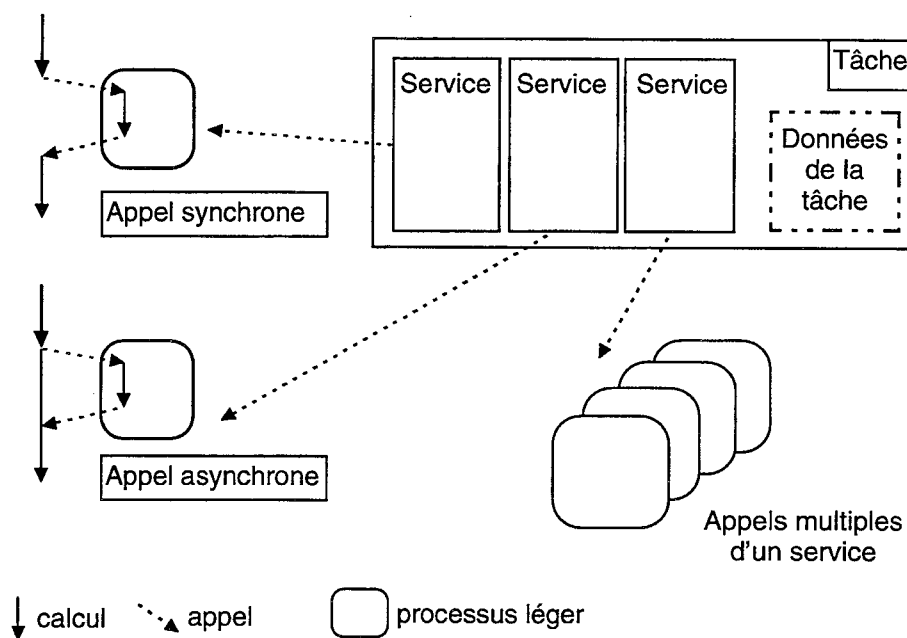 Tâche
Service
Service
Service
Données
de la
tâche
Appel synchrone
Appel asynchrone
Appels multiples
d'un service
calcul
appel
processus léger